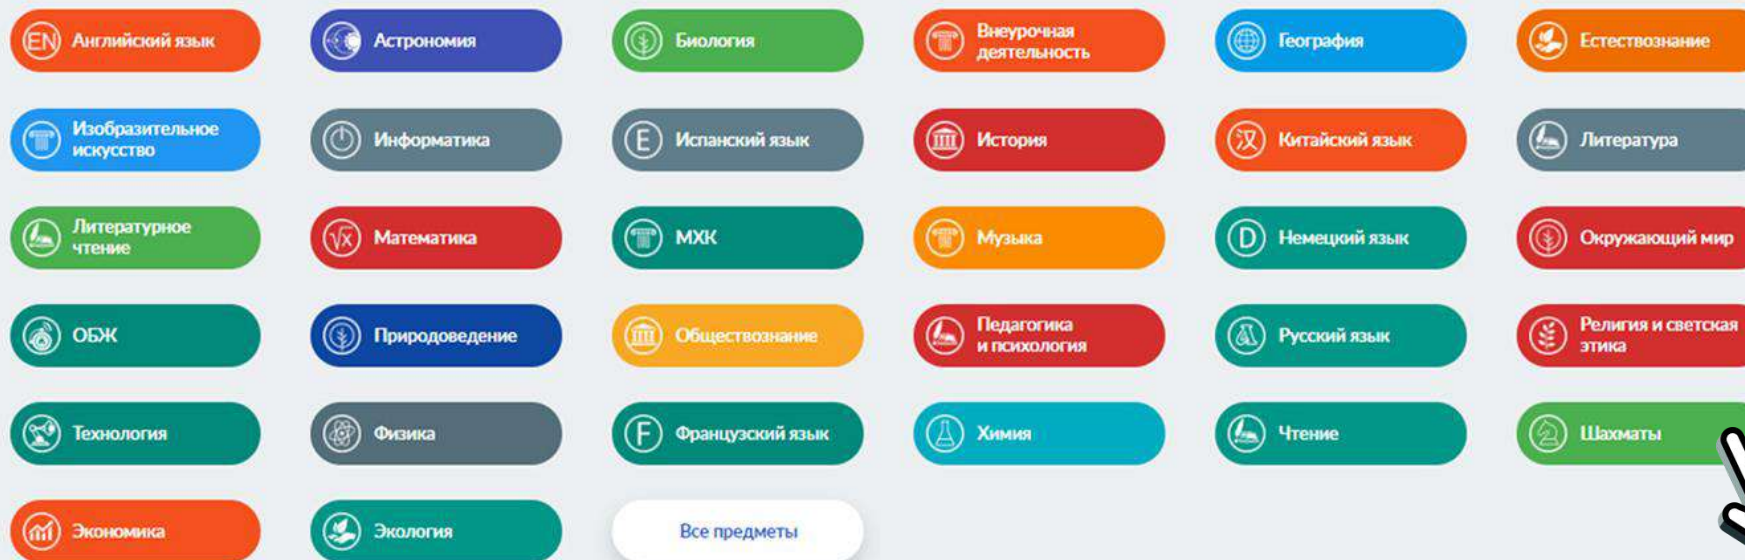 EN Английский язык
Астрономия
Биология
Внеурочная
деятельность
География
Естествознание
Изобразительное
искусство
Информатика
E Испанский язык
История
汉 Китайский язык
Литература
Литературное
чтение
√x Математика
МХК
Музыка
D Немецкий язык
Окружающий мир
ОБЖ
Природоведение
Обществознание
Педагогика
и психология
Русский язык
Религия и светская
этика
Технология
Физика
F Французский язык
Химия
Чтение
Шахматы
Экономика
Экология
Все предметы